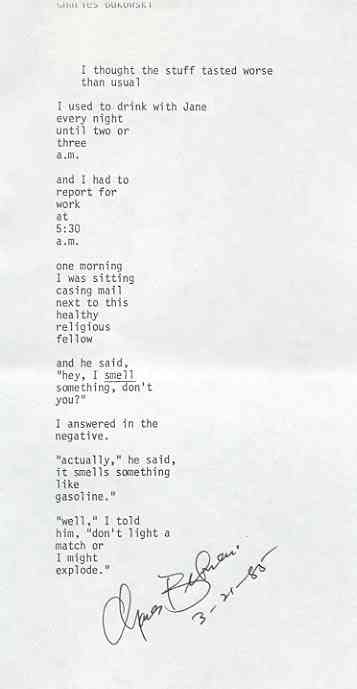 Charles Bukowski
I thought the stuff tasted worse
than usual
I used to drink with Jane
every night
until two or
three
a.m.
and I had to
report for
work
at
5:30
a.m.
one morning
I was sitting
casing mail
next to this
healthy
religious
fellow
and he said,
"hey, I smell
something, don't
you?"
I answered in the
negative.
"actually," he said,
it smells something
like
gasoline."
"well," I told
him, "don't light a
match or
I might
explode."
3-21-85